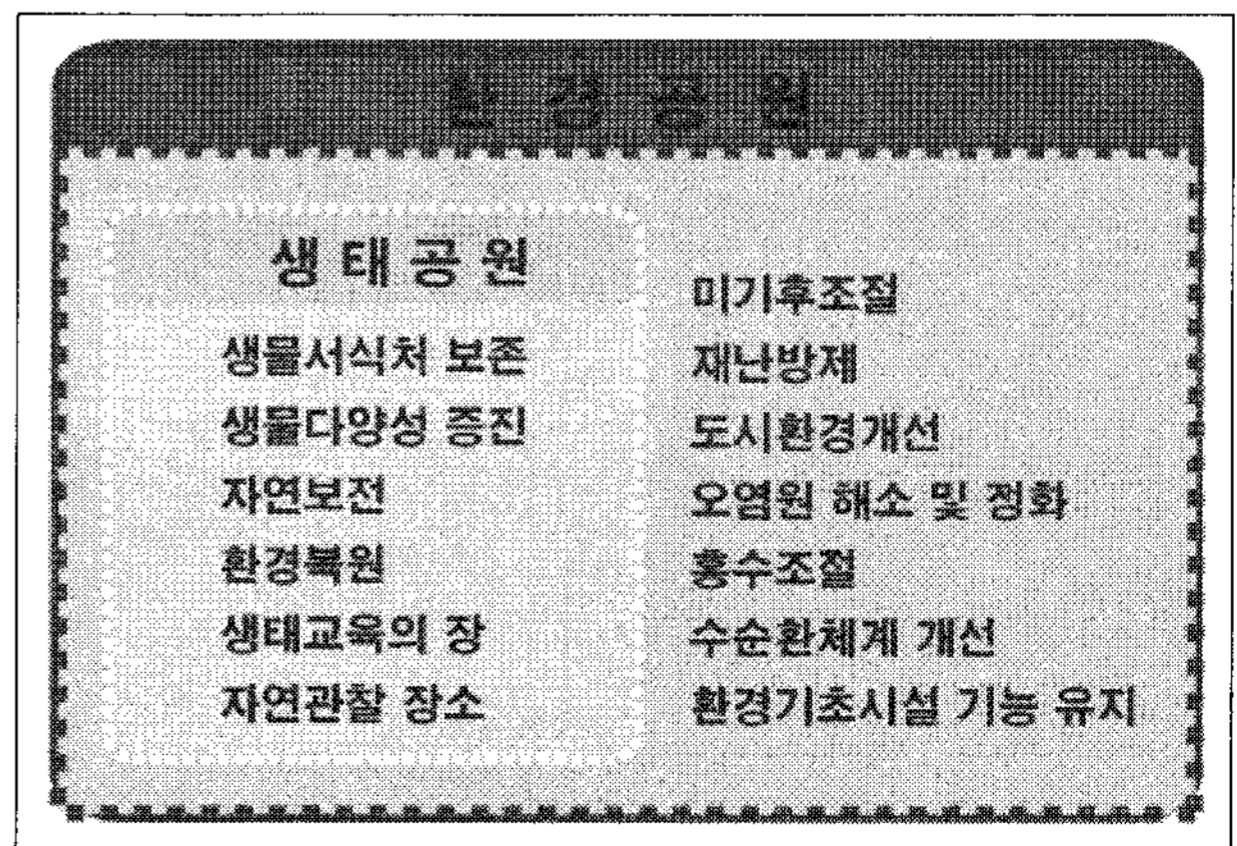 환 경 공 원
생 태 공 원
생물서식처 보존
생물다양성 증진
자연보전
환경복원
생태교육의 장
자연관찰 장소
미기후조절
재난방제
도시환경개선
오염원 해소 및 정화
홍수조절
수순환체계 개선
환경기초시설 기능 유지